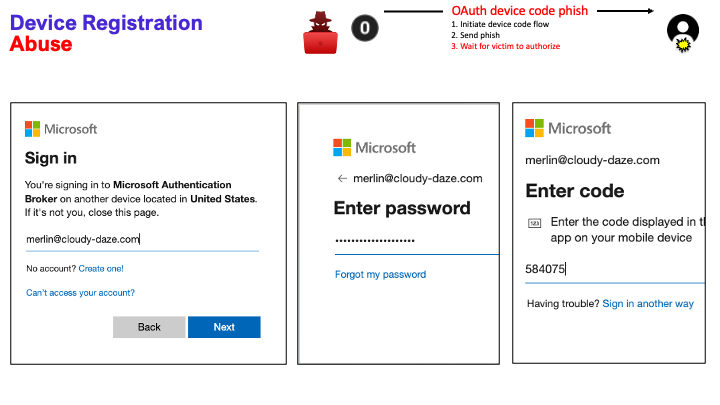 Device Registration
Abuse
0
OAuth device code phish
1. Initiate device code flow
2. Send phish
3. Wait for victim to authorize
Microsoft
Sign in
You're signing in to Microsoft Authentication
Broker on another device located in United States.
If it's not you, close this page.
merlin@cloudy-daze.com
No account? Create one!
Can't access your account?
Back
Next
Microsoft
← merlin@cloudy-daze.com
Enter password
••••••••••••••••••••
Forgot my password
Microsoft
merlin@cloudy-daze.com
Enter code
123
Enter the code displayed in th
app on your mobile device
584075
Having trouble? Sign in another way